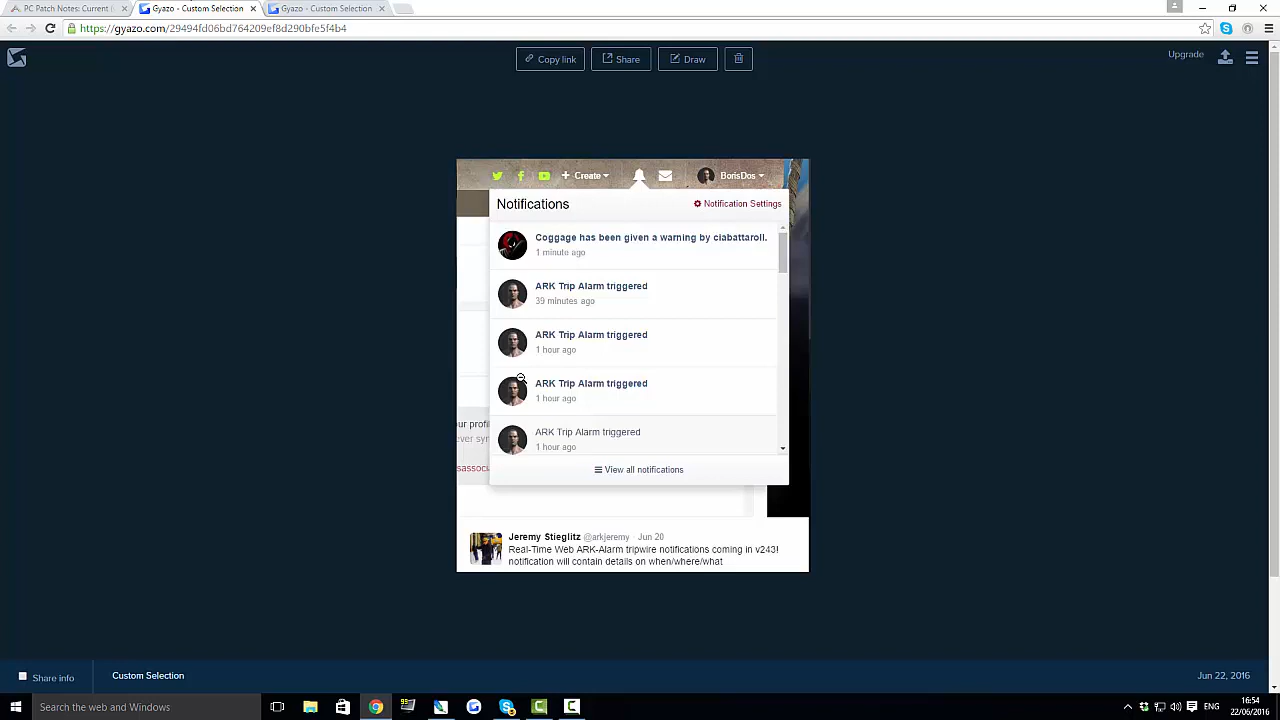 PC Patch Notes: Current (
Gyazo - Custom Selection
Gyazo - Custom Selection
https://gyazo.com/29494fd06bd764209ef8d290bfe5f4b4
Copy link
Share
Draw
Upgrade
Create
BorisDos
Notifications
Notification Settings
Coggage has been given a warning by ciabattaroll.
1 minute ago
ARK Trip Alarm triggered
39 minutes ago
ARK Trip Alarm triggered
1 hour ago
ARK Trip Alarm triggered
1 hour ago
ur profil
ever syn
ARK Trip Alarm triggered
1 hour ago
sassocia
View all notifications
Jeremy Stieglitz @arkjeremy · Jun 20
Real-Time Web ARK-Alarm tripwire notifications coming in v243!
notification will contain details on when/where/what
Share info
Custom Selection
Jun 22, 2016
Search the web and Windows
ENG
16:54
22/06/2016